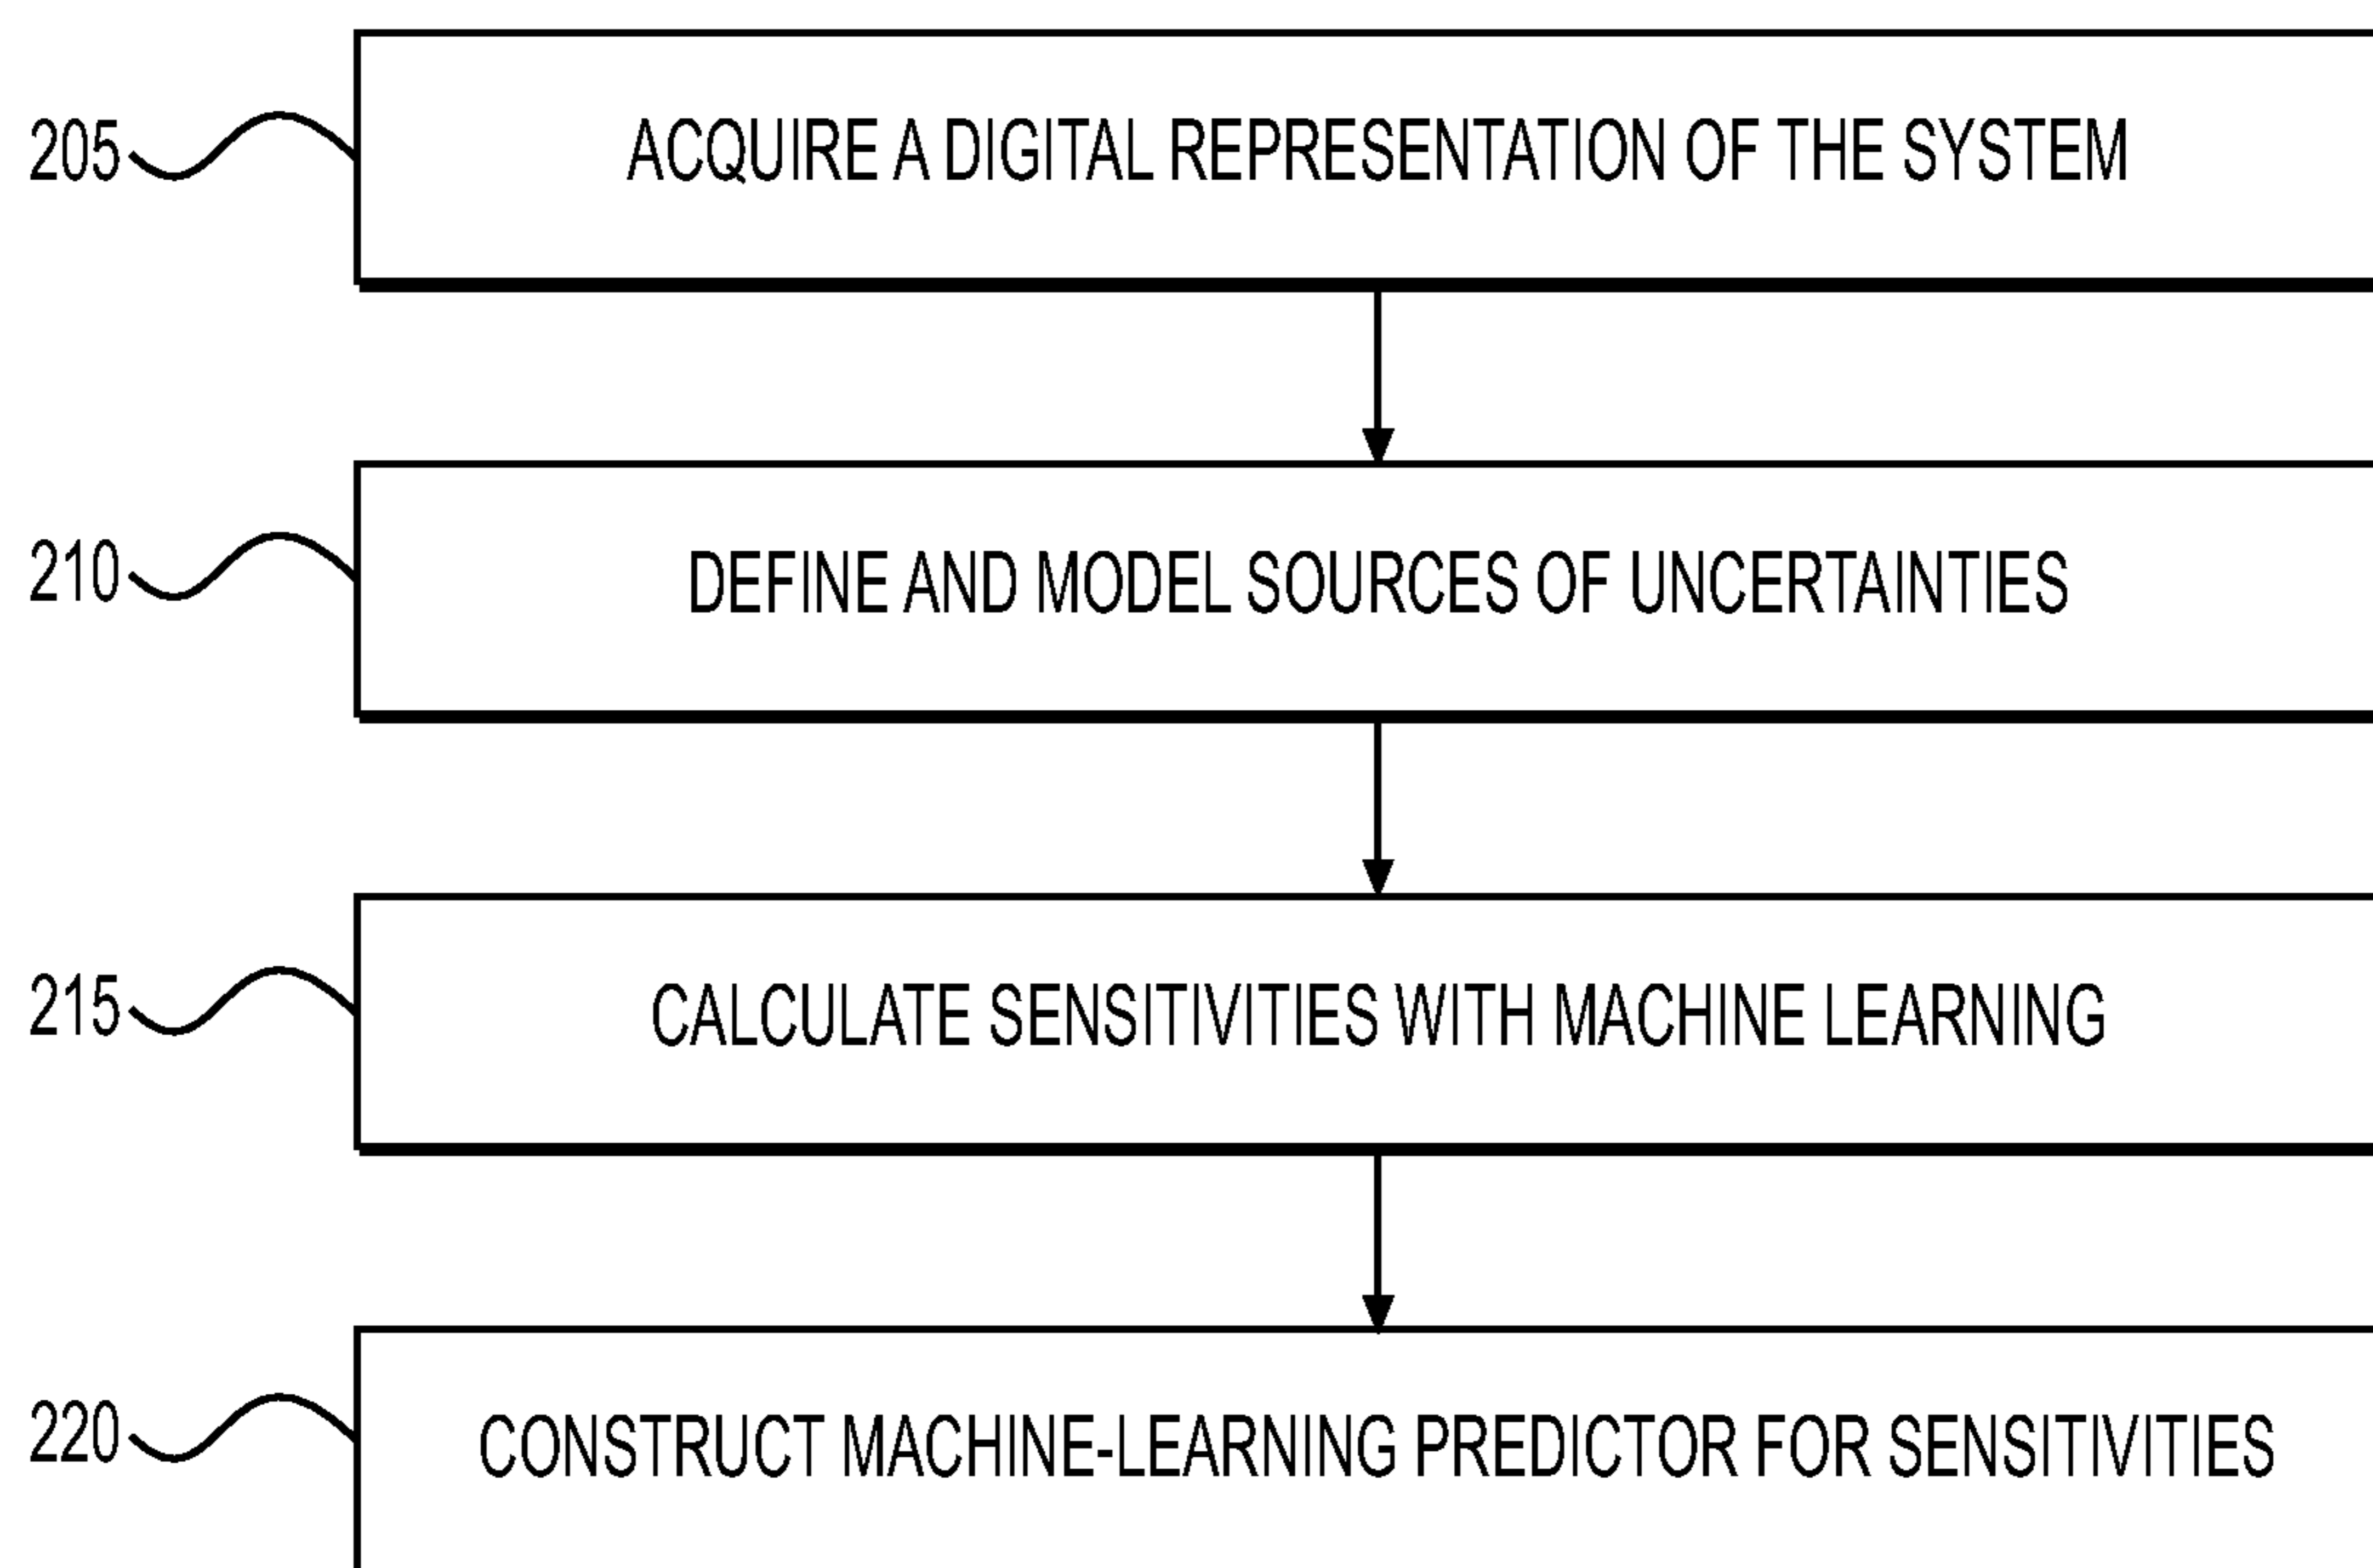 205 ACQUIRE A DIGITAL REPRESENTATION OF THE SYSTEM
210 DEFINE AND MODEL SOURCES OF UNCERTAINTIES
215 CALCULATE SENSITIVITIES WITH MACHINE LEARNING
220 CONSTRUCT MACHINE-LEARNING PREDICTOR FOR SENSITIVITIES